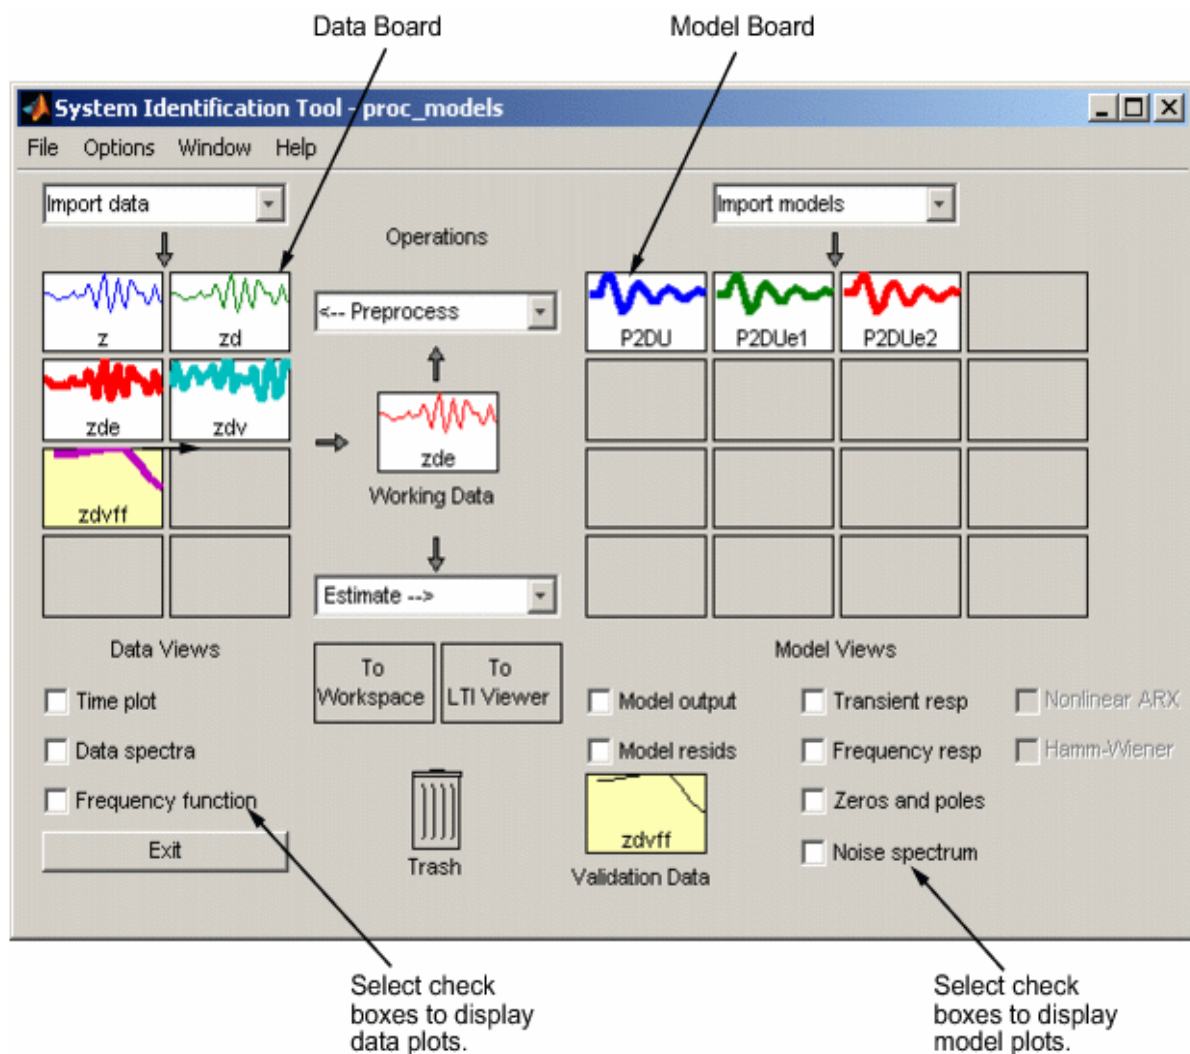 Data Board
Model Board
System Identification Tool - proc_models
File Options Window Help
Import data
Import models
Operations
z
zd
<-- Preprocess
P2DU
P2DUe1
P2DUe2
zde
zdv
zde
Working Data
zdvff
Estimate -->
Data Views
Model Views
To
Workspace
To
LTI Viewer
Time plot
Data spectra
Frequency function
Exit
Trash
Model output
Model resids
zdvff
Validation Data
Transient resp
Frequency resp
Zeros and poles
Noise spectrum
Nonlinear ARX
Hamm-Wiener
Select check
boxes to display
data plots.
Select check
boxes to display
model plots.